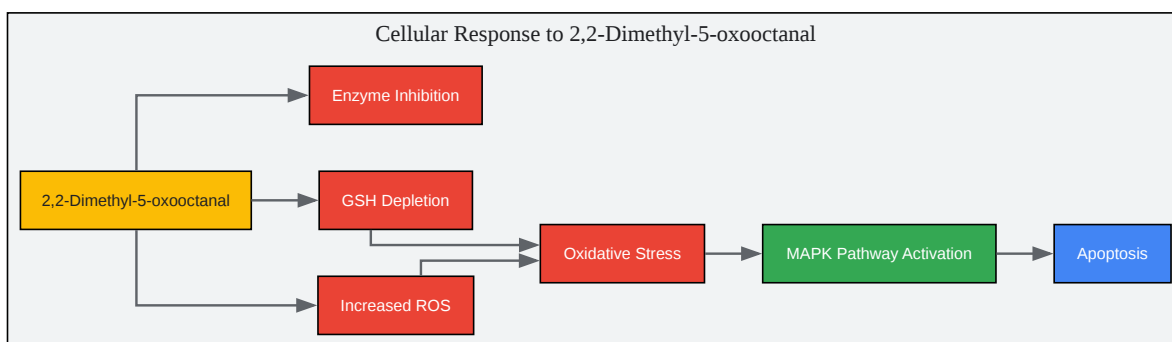 Cellular Response to 2,2-Dimethyl-5-oxooctanal
Enzyme Inhibition
2,2-Dimethyl-5-oxooctanal
GSH Depletion
Oxidative Stress
MAPK Pathway Activation
Apoptosis
Increased ROS